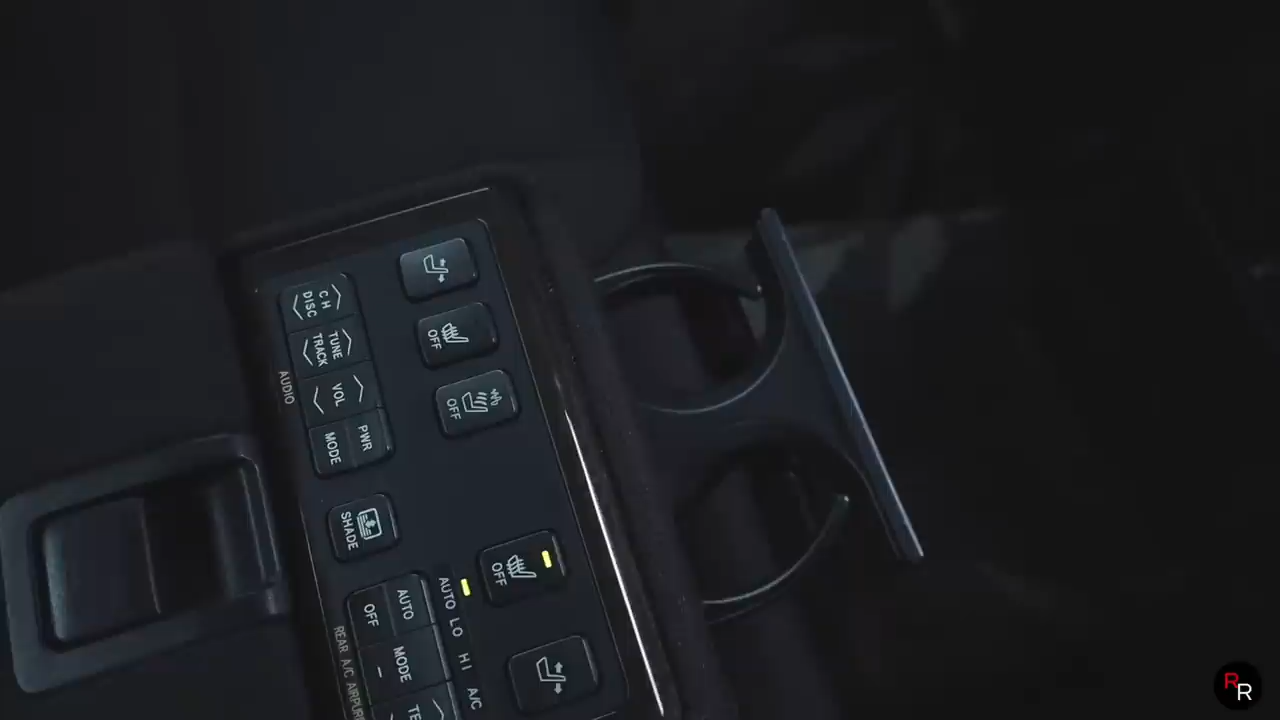 CH
DISC
TUNE
TRACK
VOL
AUDIO
PWR
MODE
OFF
OFF
SHADE
OFF
AUTO
OFF
MODE
AUTO LO HI A/C
REAR A/C
RR